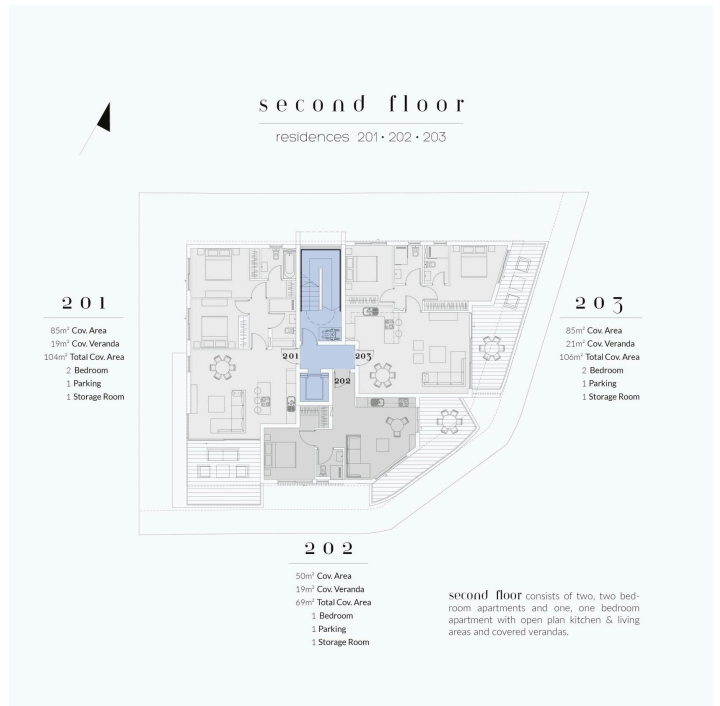 second floor
residences 201 • 202 • 203
201
85m² Cov. Area
19m² Cov. Veranda
104m² Total Cov. Area
2 Bedroom
1 Parking
1 Storage Room
203
85m² Cov. Area
21m² Cov. Veranda
106m² Total Cov. Area
2 Bedroom
1 Parking
1 Storage Room
201
203
202
202
50m² Cov. Area
19m² Cov. Veranda
69m² Total Cov. Area
1 Bedroom
1 Parking
1 Storage Room
second floor consists of two, two bed-
room apartments and one, one bedroom
apartment with open plan kitchen & living
areas and covered verandas.